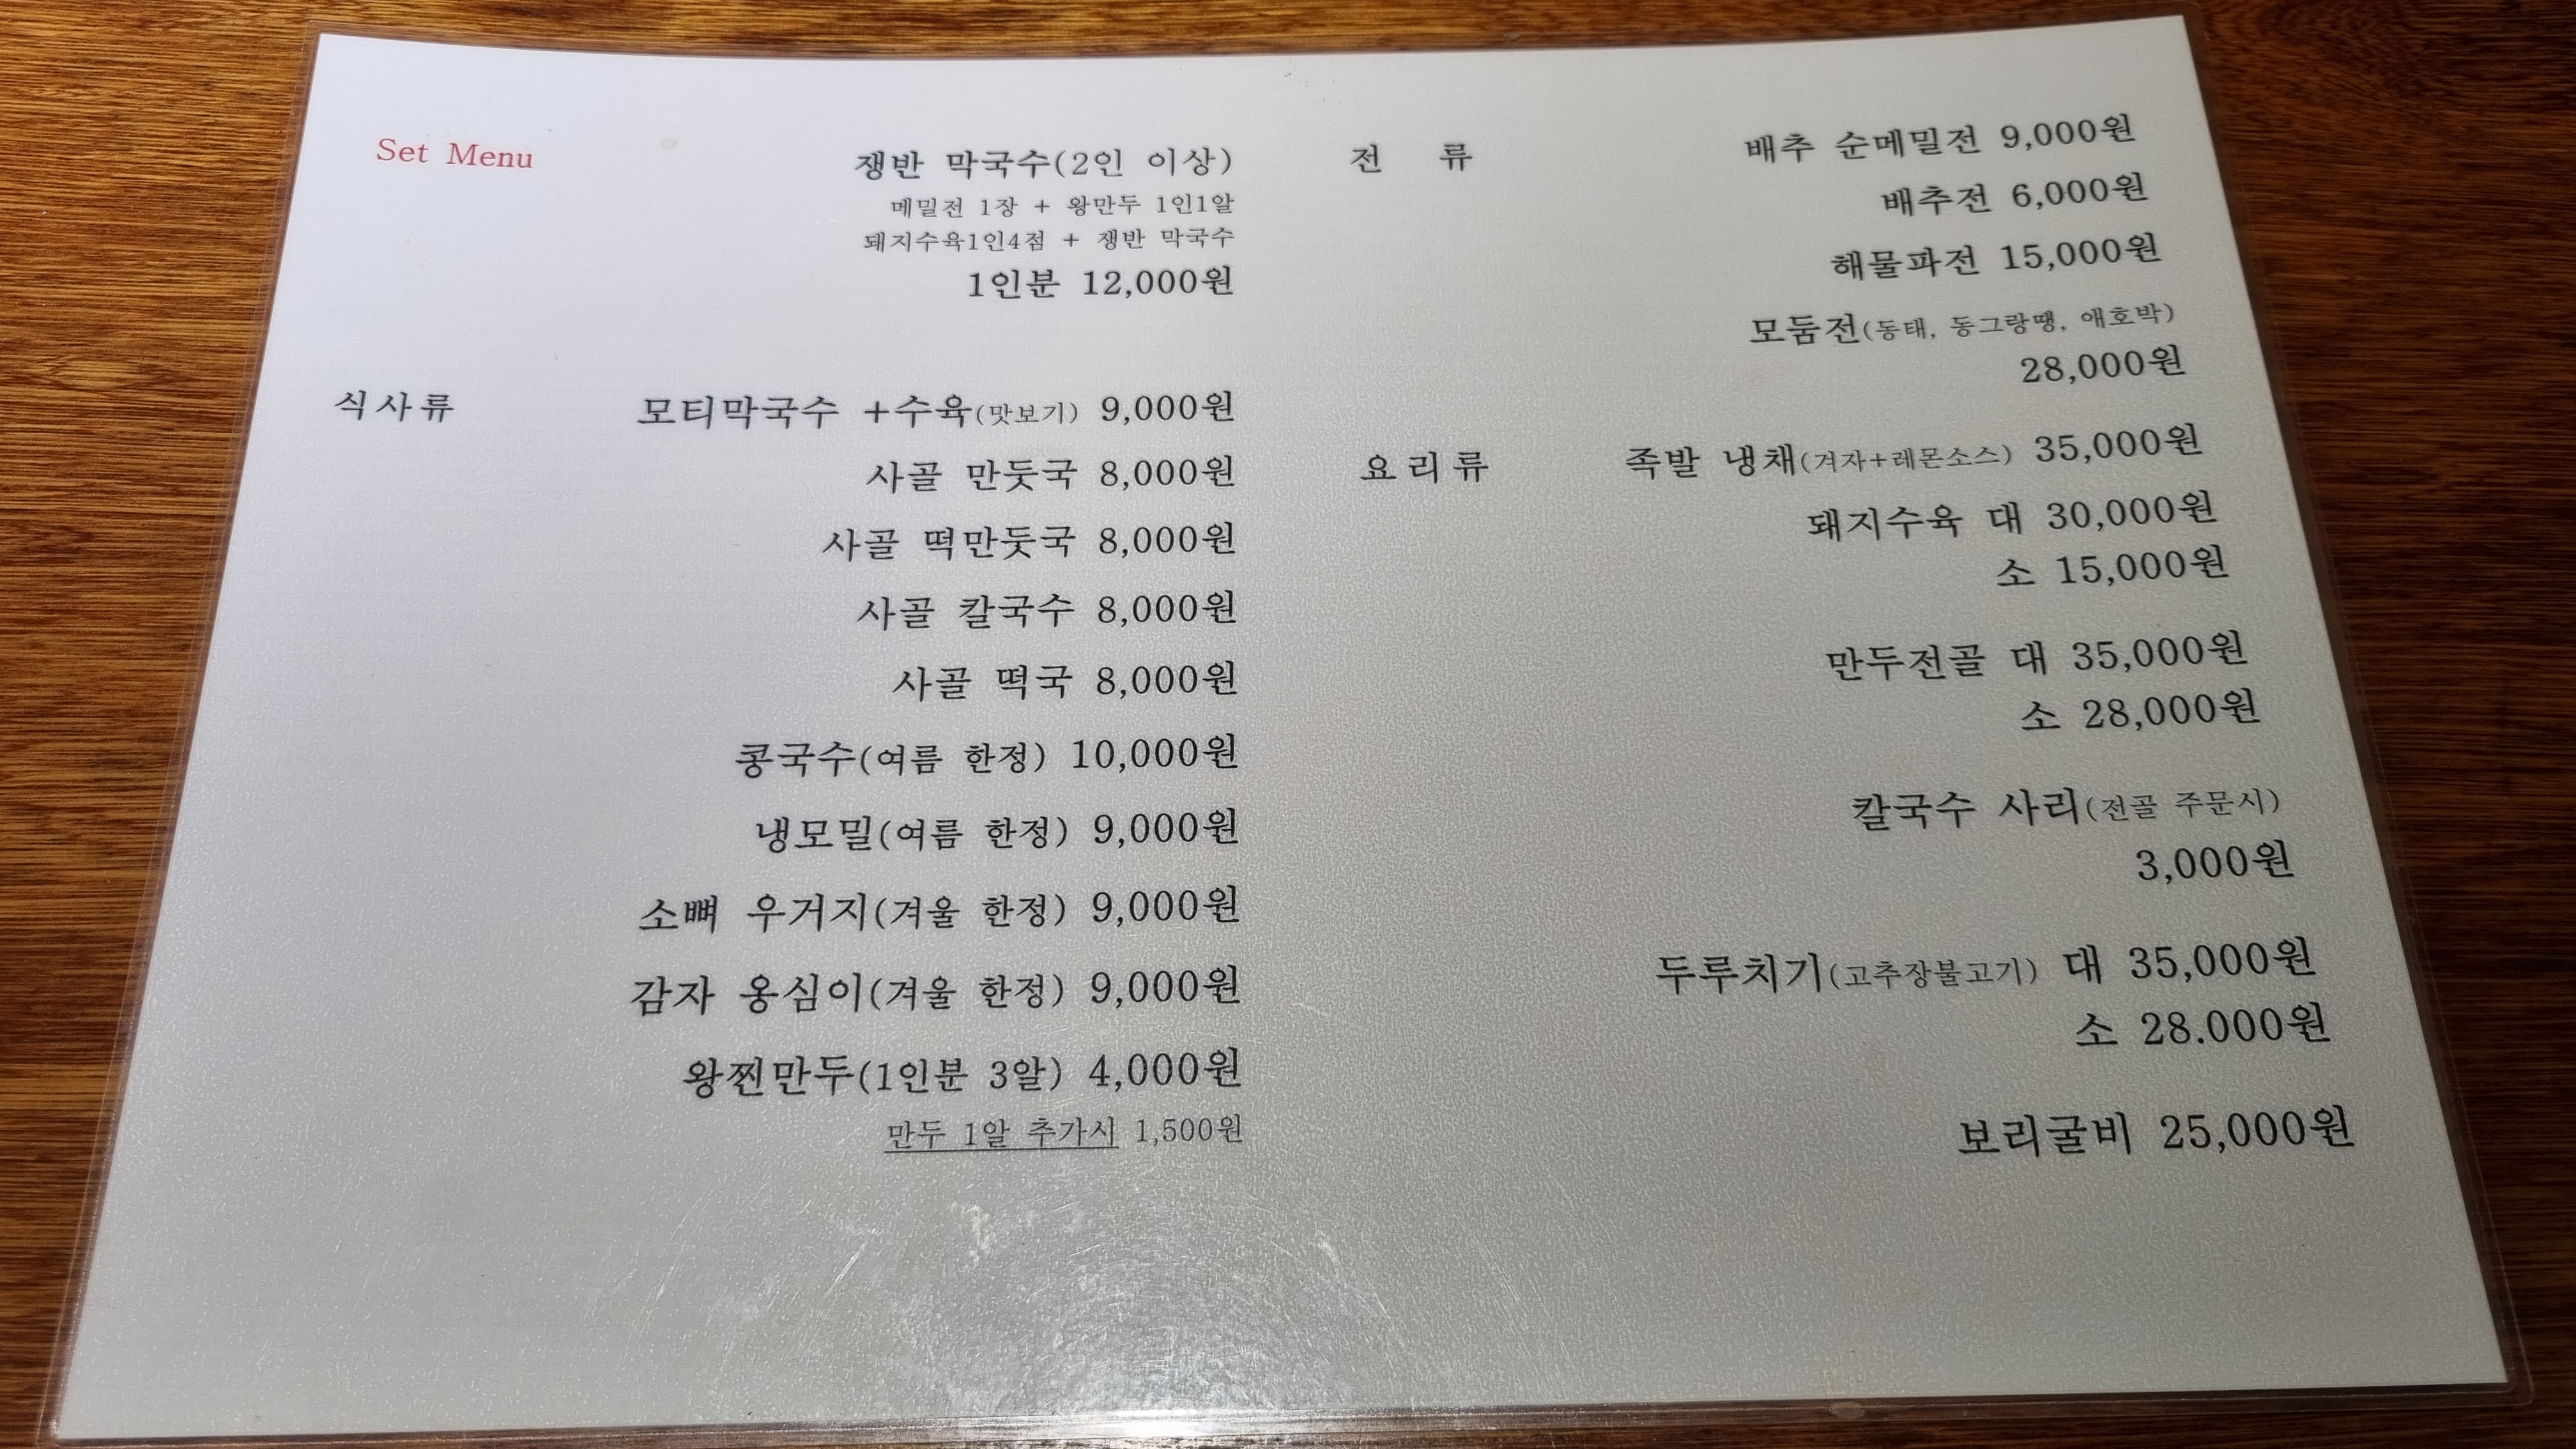 Set Menu
쟁반 막국수(2인 이상)
메밀전 1장 + 왕만두 1인1알
돼지수육1인4점 + 쟁반 막국수
1인분 12,000원
식사류
모티막국수 +수육(맛보기) 9,000원
사골 만둣국 8,000원
사골 떡만둣국 8,000원
사골 칼국수 8,000원
사골 떡국 8,000원
콩국수(여름 한정) 10,000원
냉모밀(여름 한정) 9,000원
소뼈 우거지(겨울 한정) 9,000원
감자 옹심이(겨울 한정) 9,000원
왕찐만두(1인분 3알) 4,000원
만두 1알 추가시 1,500원
전 류
배추 순메밀전 9,000원
배추전 6,000원
해물파전 15,000원
모둠전(동태, 동그랑땡, 애호박)
28,000원
요리류
족발 냉채(겨자+레몬소스) 35,000원
돼지수육 대 30,000원
소 15,000원
만두전골 대 35,000원
소 28,000원
칼국수 사리(전골 주문시)
3,000원
두루치기(고추장불고기) 대 35,000원
소 28.000원
보리굴비 25,000원